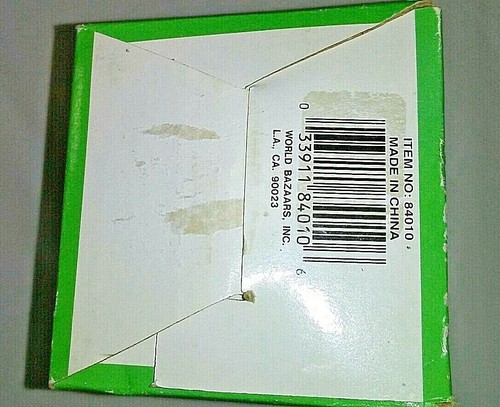 ITEM NO: 84010
MADE IN CHINA
0 33911 84010 6
WORLD BAZAARS, INC.
L.A., CA. 90023